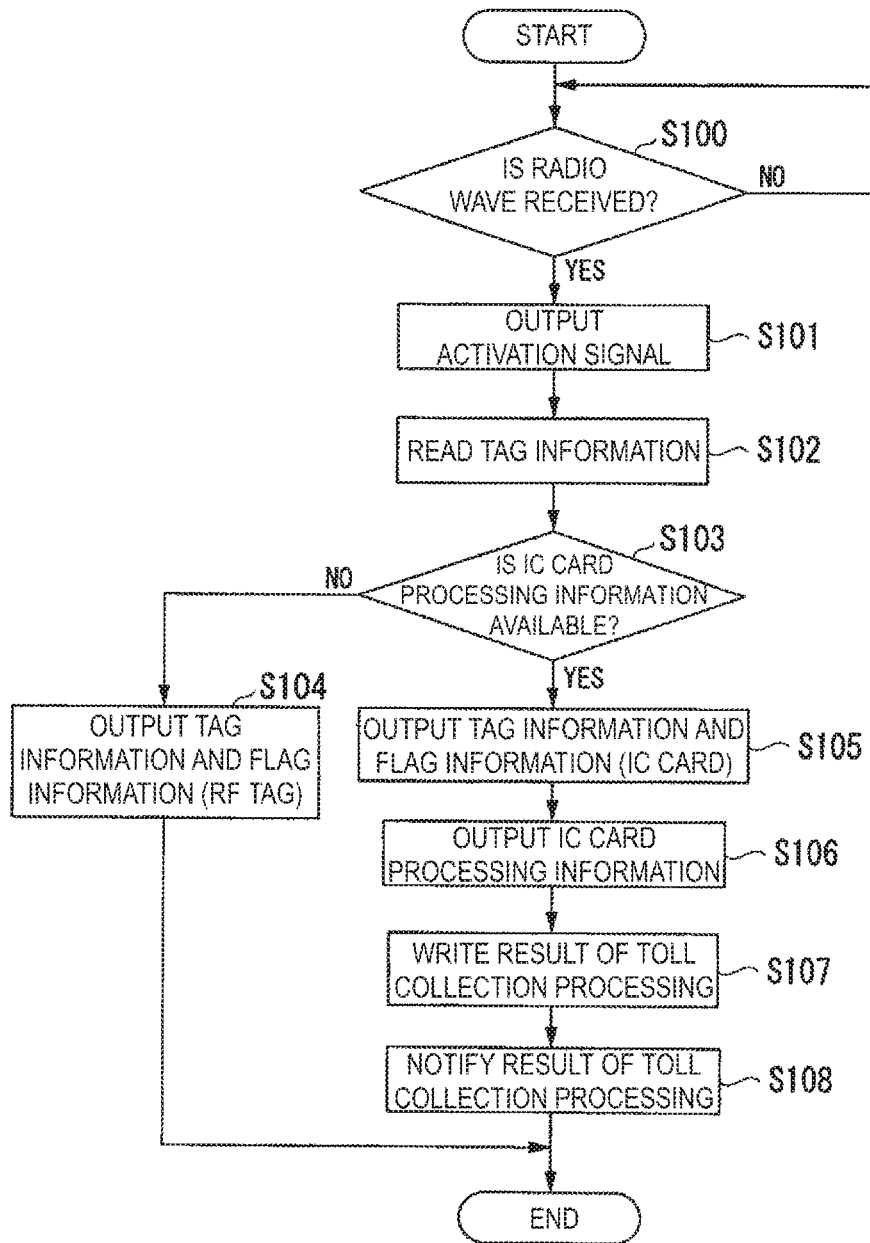 START
S100
IS RADIO
WAVE RECEIVED?
NO
YES
OUTPUT
ACTIVATION SIGNAL
S101
READ TAG INFORMATION
S102
S103
IS IC CARD
PROCESSING INFORMATION
AVAILABLE?
NO
YES
S104
OUTPUT TAG
INFORMATION AND FLAG
INFORMATION (RF TAG)
OUTPUT TAG INFORMATION AND
FLAG INFORMATION (IC CARD)
S105
OUTPUT IC CARD
PROCESSING INFORMATION
S106
WRITE RESULT OF TOLL
COLLECTION PROCESSING
S107
NOTIFY RESULT OF TOLL
COLLECTION PROCESSING
S108
END